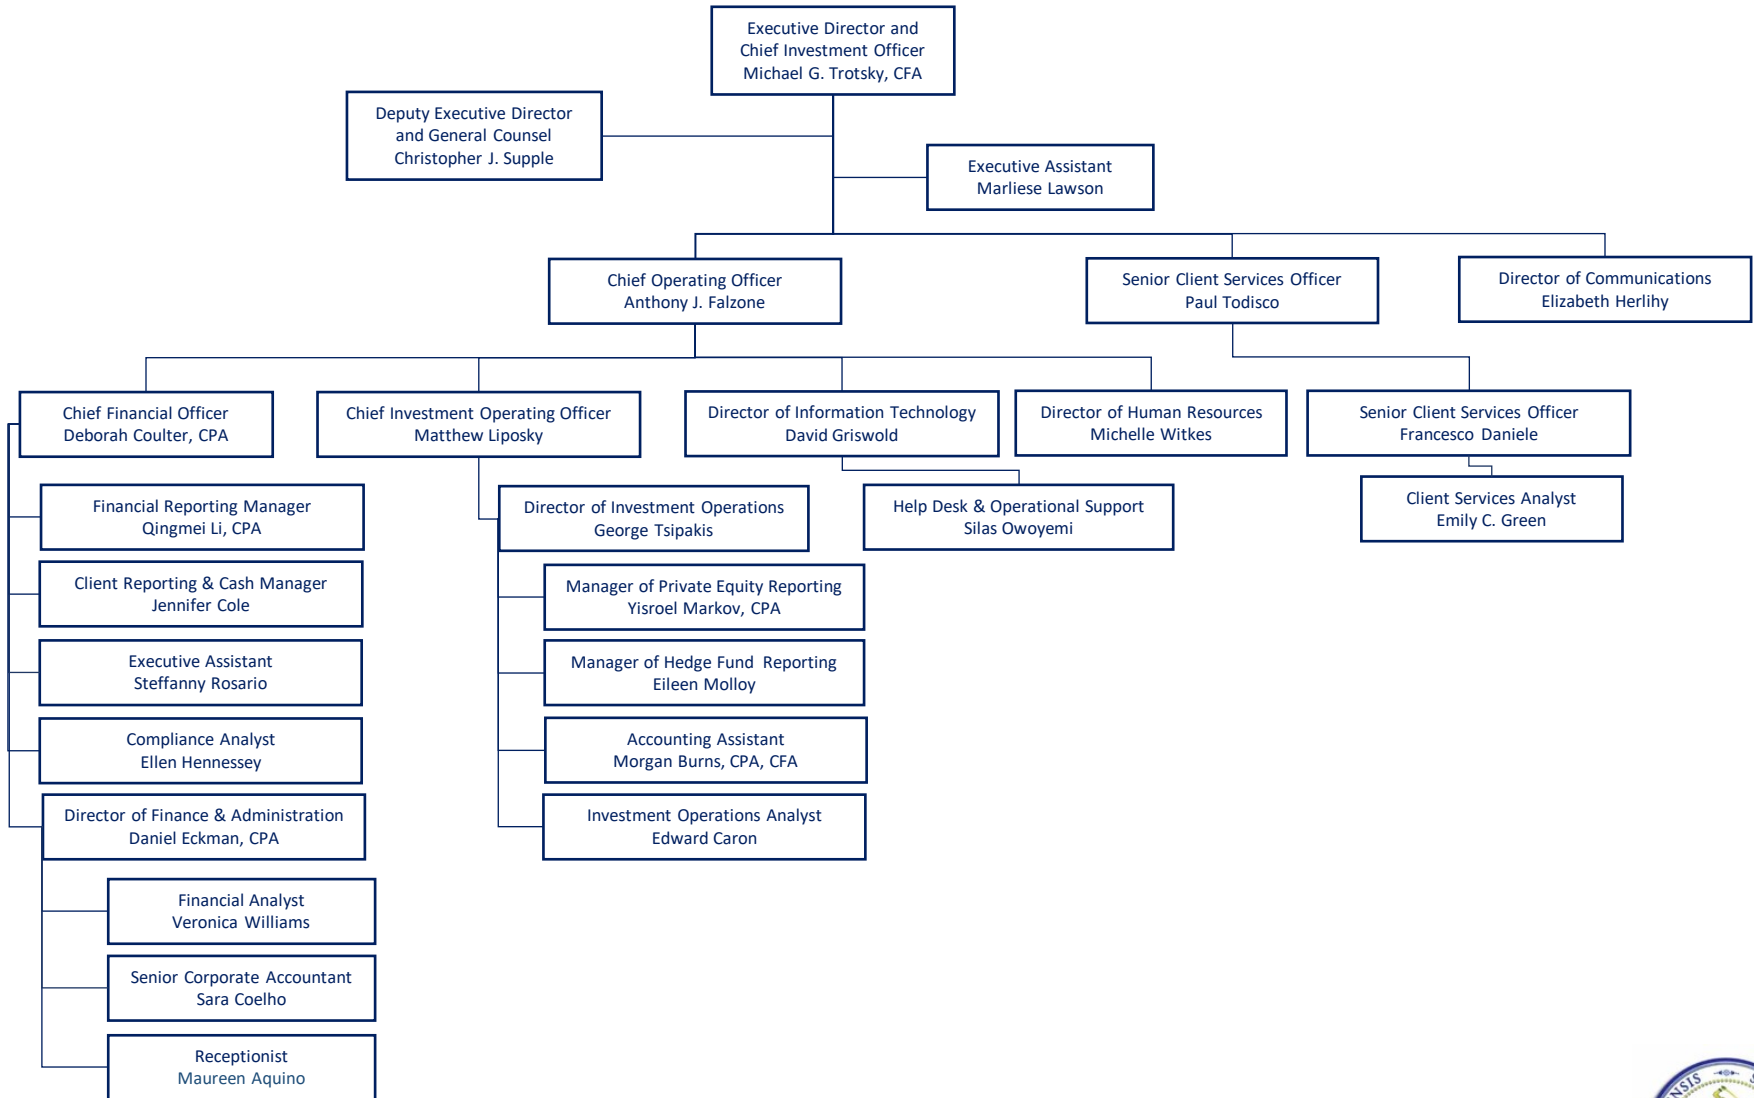 Executive Director and
Chief Investment Officer
Michael G. Trotsky, CFA
Deputy Executive Director
and General Counsel
Christopher J. Supple
Executive Assistant
Marliese Lawson
Chief Operating Officer
Anthony J. Falzone
Senior Client Services Officer
Paul Todisco
Director of Communications
Elizabeth Herlihy
Chief Financial Officer
Deborah Coulter, CPA
Chief Investment Operating Officer
Matthew Liposky
Director of Information Technology
David Griswold
Director of Human Resources
Michelle Witkes
Senior Client Services Officer
Francesco Daniele
Financial Reporting Manager
Qingmei Li, CPA
Client Reporting & Cash Manager
Jennifer Cole
Executive Assistant
Steffanny Rosario
Compliance Analyst
Ellen Hennessey
Director of Finance & Administration
Daniel Eckman, CPA
Financial Analyst
Veronica Williams
Senior Corporate Accountant
Sara Coelho
Receptionist
Maureen Aquino
Director of Investment Operations
George Tsipakis
Manager of Private Equity Reporting
Yisroel Markov, CPA
Manager of Hedge Fund Reporting
Eileen Molloy
Accounting Assistant
Morgan Burns, CPA, CFA
Investment Operations Analyst
Edward Caron
Help Desk & Operational Support
Silas Owoyemi
Client Services Analyst
Emily C. Green